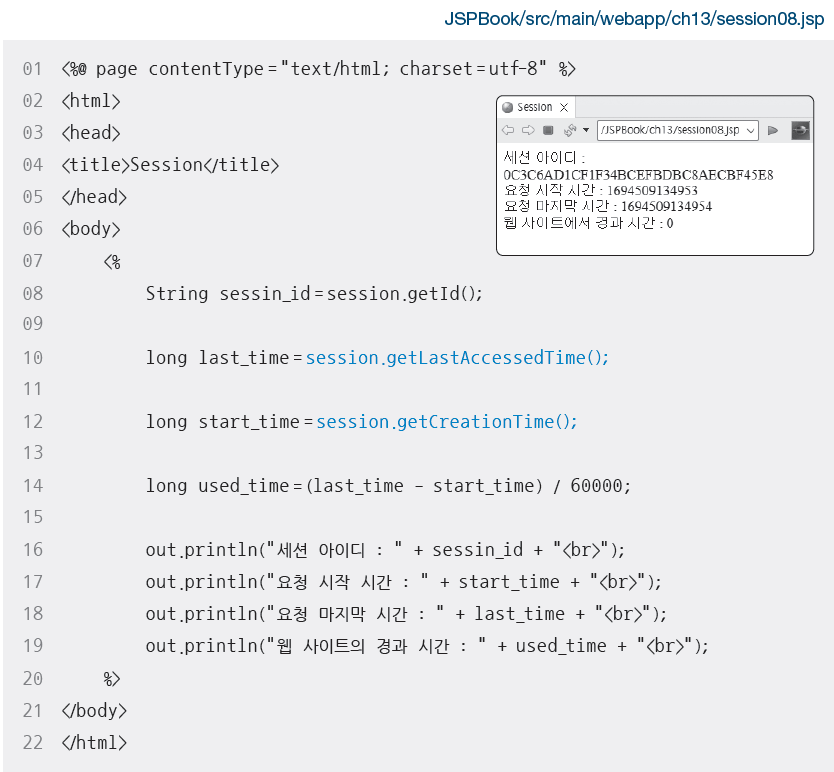 JSPBook/src/main/webapp/ch13/session08.jsp
01 <%@ page contentType="text/html; charset=utf-8" %>
02 <html>
03 <head>
04 <title>Session</title>
05 </head>
06 <body>
07 <%
08 String sessin_id=session.getId();
09
10 long last_time=session.getLastAccessedTime();
11
12 long start_time=session.getCreationTime();
13
14 long used_time=(last_time - start_time) / 60000;
15
16 out.println("세션 아이디 : " + sessin_id + "<br>");
17 out.println("요청 시작 시간 : " + start_time + "<br>");
18 out.println("요청 마지막 시간 : " + last_time + "<br>");
19 out.println("웹 사이트의 경과 시간 : " + used_time + "<br>");
20 %>
21 </body>
22 </html>
Session
/JSPBook/ch13/session08.jsp
세션 아이디 :
0C3C6AD1CF1F34BCEFBDBC8AECBF45E8
요청 시작 시간 : 1694509134953
요청 마지막 시간 : 1694509134954
웹 사이트에서 경과 시간 : 0